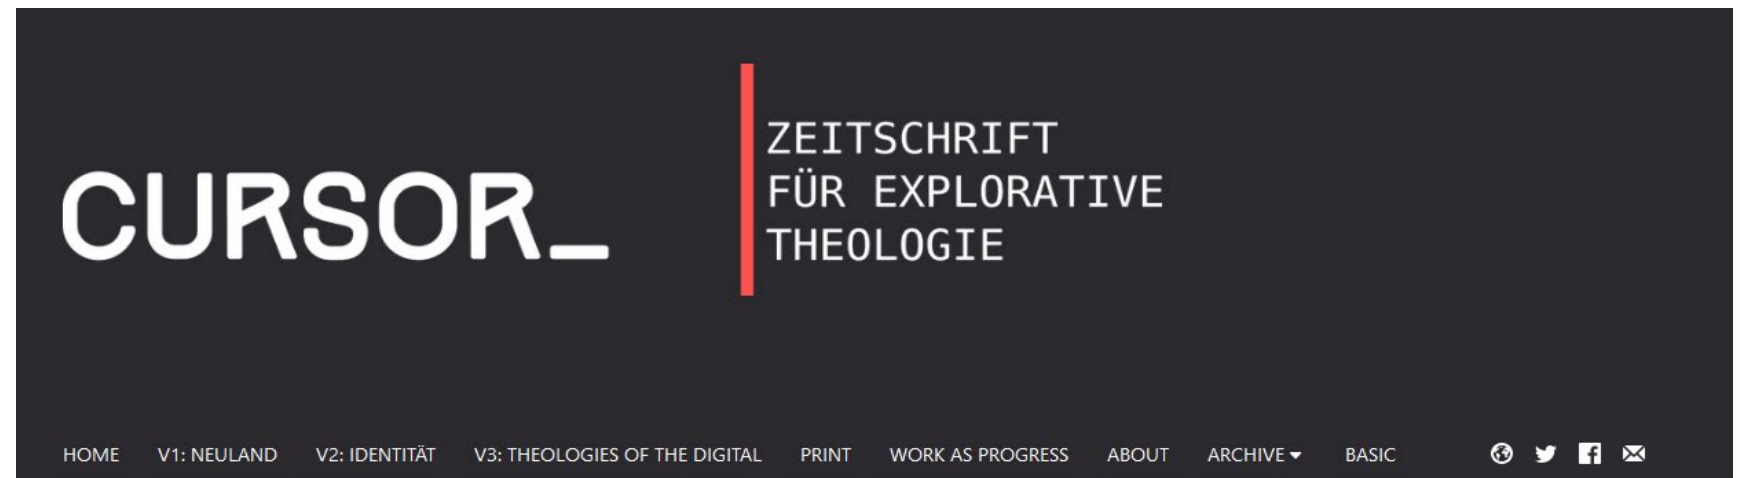 CURSOR_
ZEITSCHRIFT
FÜR EXPLORATIVE
THEOLOGIE
HOME V1: NEULAND V2: IDENTITÄT V3: THEOLOGIES OF THE DIGITAL PRINT WORK AS PROGRESS ABOUT ARCHIVE BASIC